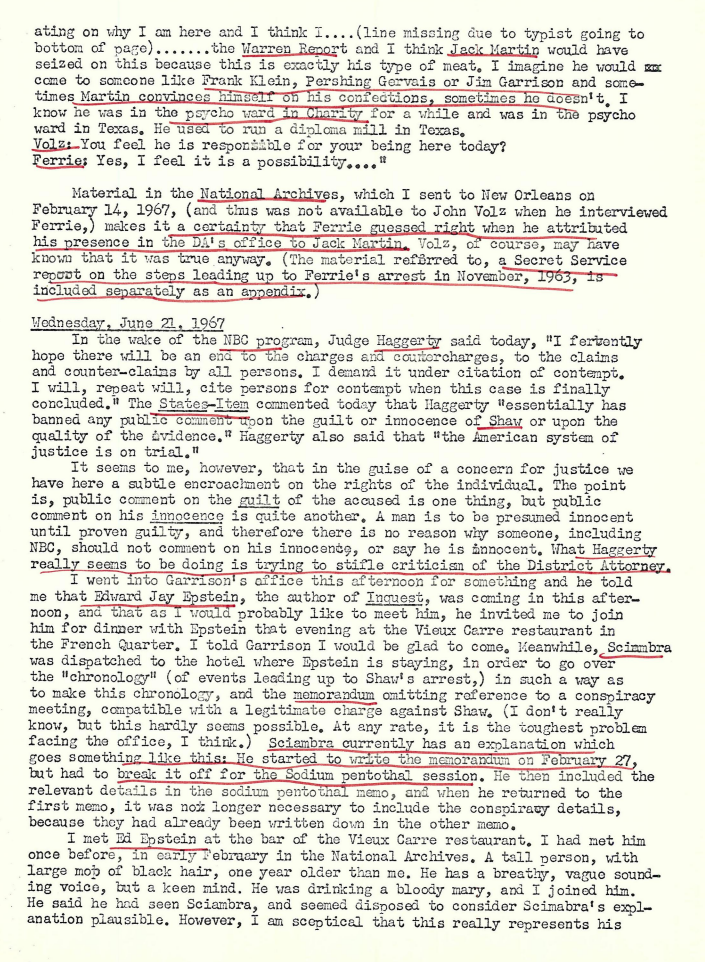 ating on why I am here and I think I....(line missing due to typist going to
bottom of page).......the Warren Report and I think Jack Martin would have
seized on this because this is exactly his type of meat. I imagine he would xxx
come to someone like Frank Klein, Pershing Gervais or Jim Garrison and some-
times Martin convinces himself on his confections, sometimes he doesn't. I
know he was in the psycho ward in Charity for a while and was in the psycho
ward in Texas. He used to run a diploma mill in Texas.
Volz: You feel he is responsible for your being here today?
Ferrie: Yes, I feel it is a possibility...."
Material in the National Archives, which I sent to New Orleans on
February 14, 1967, (and thus was not available to John Volz when he interviewed
Ferrie,) makes it a certainty that Ferrie guessed right when he attributed
his presence in the DA's office to Jack Martin. Volz, of course, may have
known that it was true anyway. (The material referred to, a Secret Service
report on the steps leading up to Ferrie's arrest in November, 1963, is
included separately as an appendix.)
Wednesday, June 21, 1967
In the wake of the NBC program, Judge Haggerty said today, "I fervently
hope there will be an end to the charges and countercharges, to the claims
and counter-claims by all persons. I demand it under citation of contempt.
I will, repeat will, cite persons for contempt when this case is finally
concluded." The States-Item commented today that Haggerty "essentially has
banned any public comment upon the guilt or innocence of Shaw or upon the
quality of the evidence." Haggerty also said that "the American system of
justice is on trial."
It seems to me, however, that in the guise of a concern for justice we
have here a subtle encroachment on the rights of the individual. The point
is, public comment on the guilt of the accused is one thing, but public
comment on his innocence is quite another. A man is to be presumed innocent
until proven guilty, and therefore there is no reason why someone, including
NBC, should not comment on his innocence, or say he is innocent. What Haggerty
really seems to be doing is trying to stifle criticism of the District Attorney.
I went into Garrison's office this afternoon for something and he told
me that Edward Jay Epstein, the author of Inquest, was coming in this after-
noon, and that as I would probably like to meet him, he invited me to join
him for dinner with Epstein that evening at the Vieux Carre restaurant in
the French Quarter. I told Garrison I would be glad to come. Meanwhile, Sciambra
was dispatched to the hotel where Epstein is staying, in order to go over
the "chronology" (of events leading up to Shaw's arrest,) in such a way as
to make this chronology, and the memorandum omitting reference to a conspiracy
meeting, compatible with a legitimate charge against Shaw. (I don't really
know, but this hardly seems possible. At any rate, it is the toughest problem
facing the office, I think.) Sciambra currently has an explanation which
goes something like this: He started to write the memorandum on February 27,
but had to break it off for the Sodium pentothal session. He then included the
relevant details in the sodium pentothal memo, and when he returned to the
first memo, it was not longer necessary to include the conspiracy details,
because they had already been written down in the other memo.
I met Ed Epstein at the bar of the Vieux Carre restaurant. I had met him
once before, in early February in the National Archives. A tall person, with
large mop of black hair, one year older than me. He has a breathy, vague sound-
ing voice, but a keen mind. He was drinking a bloody mary, and I joined him.
He said he had seen Sciambra, and seemed disposed to consider Scimabra's expl-
anation plausible. However, I am sceptical that this really represents his